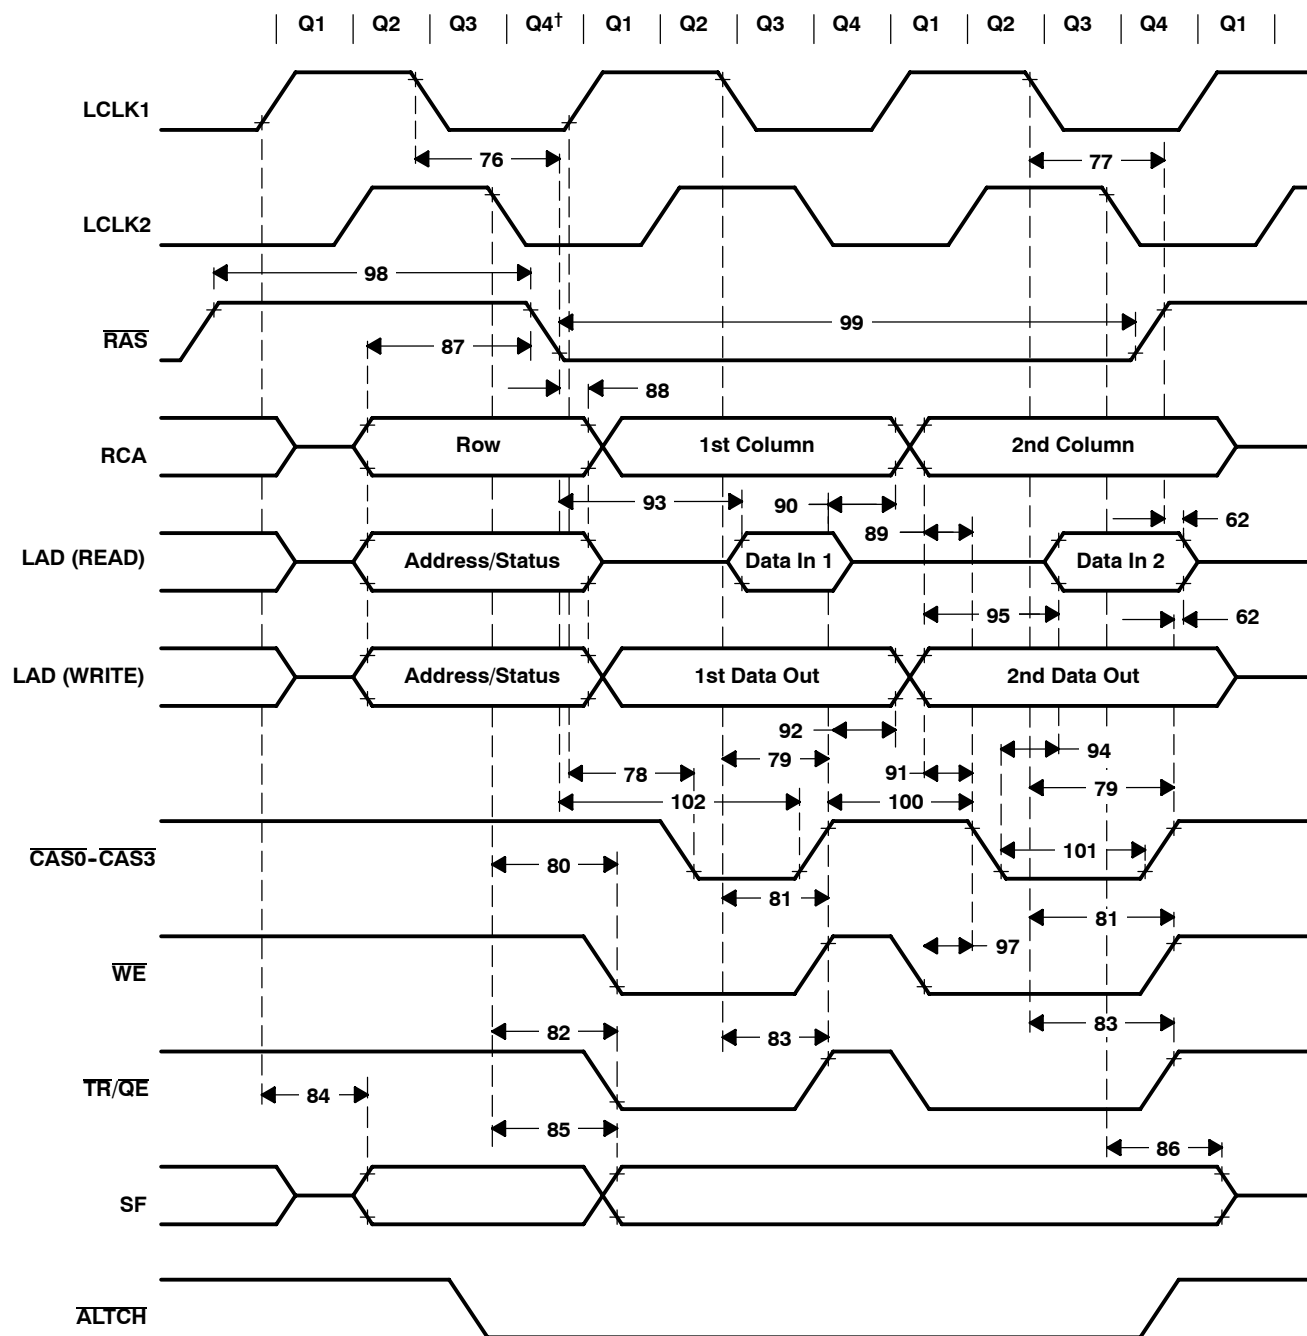 Q1 Q2 Q3 Q4† Q1 Q2 Q3 Q4 Q1 Q2 Q3 Q4 Q1
LCLK1
76 77
LCLK2
98
RAS
99
87
88
RCA
Row 1st Column 2nd Column
93 90 89 62
LAD (READ)
Address/Status Data In 1 Data In 2
95 62
LAD (WRITE)
Address/Status 1st Data Out 2nd Data Out
92 94
79
78 91
79
102 100
CAS0-CAS3
101
80
81
81
WE
97
82 83 83
TR/QE
84
85
86
SF
ALTCH